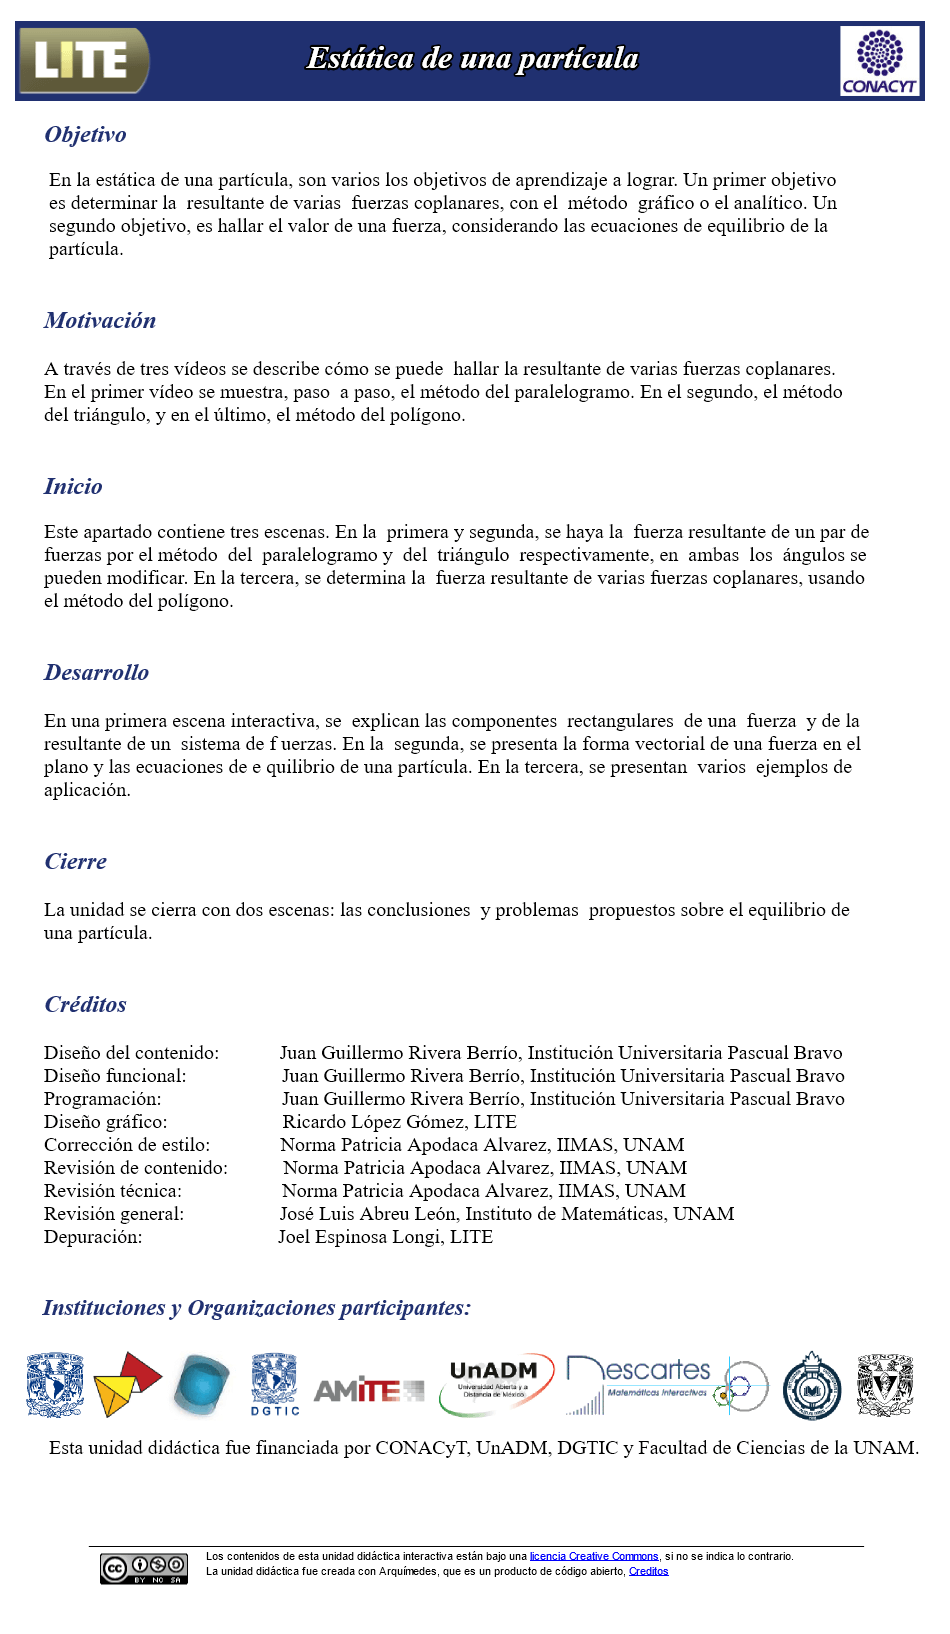 LITE
Estática de una partícula
CONACYT
Objetivo
En la estática de una partícula, son varios los objetivos de aprendizaje a lograr. Un primer objetivo
es determinar la resultante de varias fuerzas coplanares, con el método gráfico o el analítico. Un
segundo objetivo, es hallar el valor de una fuerza, considerando las ecuaciones de equilibrio de la
partícula.
Motivación
A través de tres vídeos se describe cómo se puede hallar la resultante de varias fuerzas coplanares.
En el primer vídeo se muestra, paso a paso, el método del paralelogramo. En el segundo, el método
del triángulo, y en el último, el método del polígono.
Inicio
Este apartado contiene tres escenas. En la primera y segunda, se haya la fuerza resultante de un par de
fuerzas por el método del paralelogramo y del triángulo respectivamente, en ambas los ángulos se
pueden modificar. En la tercera, se determina la fuerza resultante de varias fuerzas coplanares, usando
el método del polígono.
Desarrollo
En una primera escena interactiva, se explican las componentes rectangulares de una fuerza y de la
resultante de un sistema de f uerzas. En la segunda, se presenta la forma vectorial de una fuerza en el
plano y las ecuaciones de e quilibrio de una partícula. En la tercera, se presentan varios ejemplos de
aplicación.
Cierre
La unidad se cierra con dos escenas: las conclusiones y problemas propuestos sobre el equilibrio de
una partícula.
Créditos
Diseño del contenido: Juan Guillermo Rivera Berrío, Institución Universitaria Pascual Bravo
Diseño funcional: Juan Guillermo Rivera Berrío, Institución Universitaria Pascual Bravo
Programación: Juan Guillermo Rivera Berrío, Institución Universitaria Pascual Bravo
Diseño gráfico: Ricardo López Gómez, LITE
Corrección de estilo: Norma Patricia Apodaca Alvarez, IIMAS, UNAM
Revisión de contenido: Norma Patricia Apodaca Alvarez, IIMAS, UNAM
Revisión técnica: Norma Patricia Apodaca Alvarez, IIMAS, UNAM
Revisión general: José Luis Abreu León, Instituto de Matemáticas, UNAM
Depuración: Joel Espinosa Longi, LITE
Instituciones y Organizaciones participantes:
DGTIC
AMITE
UnADM
Universidad Abierta y a
Distancia de México
Descartes
Matemáticas Interactivas
CIENCIAS
Esta unidad didáctica fue financiada por CONACyT, UnADM, DGTIC y Facultad de Ciencias de la UNAM.
cc BY NC SA
Los contenidos de esta unidad didáctica interactiva están bajo una licencia Creative Commons, si no se indica lo contrario.
La unidad didáctica fue creada con Arquímedes, que es un producto de código abierto, Creditos